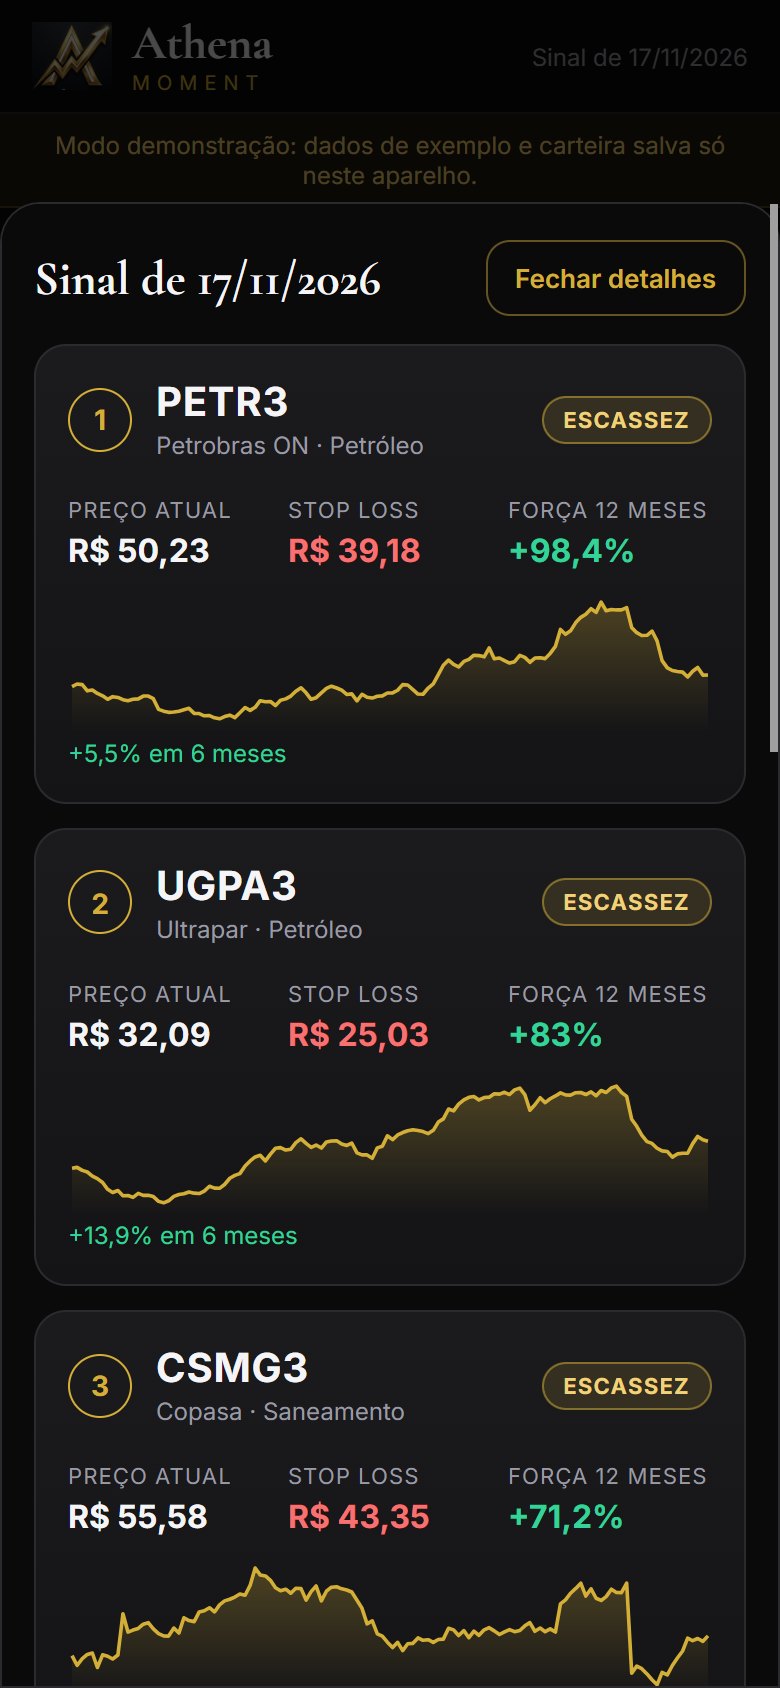 Athena
MOMENT
Sinal de 17/11/2026
Modo demonstração: dados de exemplo e carteira salva só
neste aparelho.
Sinal de 17/11/2026
Fechar detalhes
1
PETR3
Petrobras ON · Petróleo
ESCASSEZ
PREÇO ATUAL
STOP LOSS
FORÇA 12 MESES
R$ 50,23
R$ 39,18
+98,4%
+5,5% em 6 meses
2
UGPA3
Ultrapar · Petróleo
ESCASSEZ
PREÇO ATUAL
STOP LOSS
FORÇA 12 MESES
R$ 32,09
R$ 25,03
+83%
+13,9% em 6 meses
3
CSMG3
Copasa · Saneamento
ESCASSEZ
PREÇO ATUAL
STOP LOSS
FORÇA 12 MESES
R$ 55,58
R$ 43,35
+71,2%